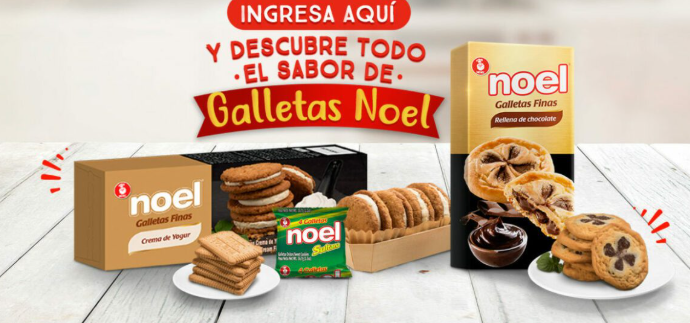 INGRESA AQUÍ
Y DESCUBRE TODO
· EL SABOR DE ·
Galletas Noel
noel
Galletas Finas
Crema de Yogur
noel
Sultana
noel
Galletas Finas
Rellena de chocolate